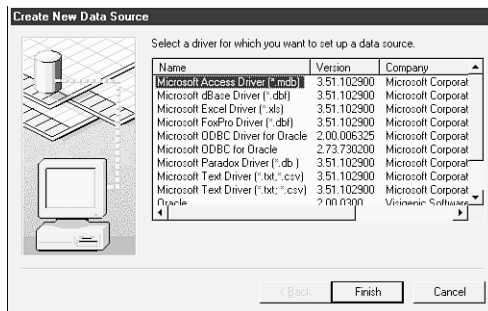 Create New Data Source
Select a driver for which you want to set up a data source.
Name Version Company
Microsoft Access Driver (*.mdb) 3.51.102900 Microsoft Corporat
Microsoft dBase Driver (*.dbf) 3.51.102900 Microsoft Corporat
Microsoft Excel Driver (*.xls) 3.51.102900 Microsoft Corporat
Microsoft FoxPro Driver (*.dbf) 3.51.102900 Microsoft Corporat
Microsoft ODBC Driver for Oracle 2.00.006325 Microsoft Corporat
Microsoft ODBC for Oracle 2.73.730200 Microsoft Corporat
Microsoft Paradox Driver (*.db ) 3.51.102900 Microsoft Corporat
Microsoft Text Driver (*.txt,*.csv) 3.51.102900 Microsoft Corporat
Microsoft Text Driver (*.txt; *.csv) 3.51.102900 Microsoft Corporat
Oracle 2.00.0300 Visigenic Software
< Back Finish Cancel